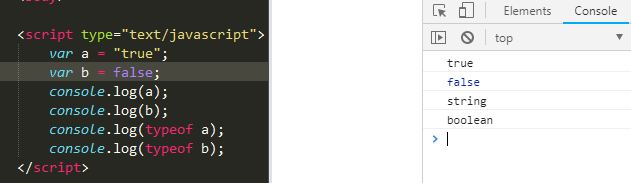 <body>
<script type="text/javascript">
var a = "true";
var b = false;
console.log(a);
console.log(b);
console.log(typeof a);
console.log(typeof b);
</script>
Elements Console
top
true
false
string
boolean
>